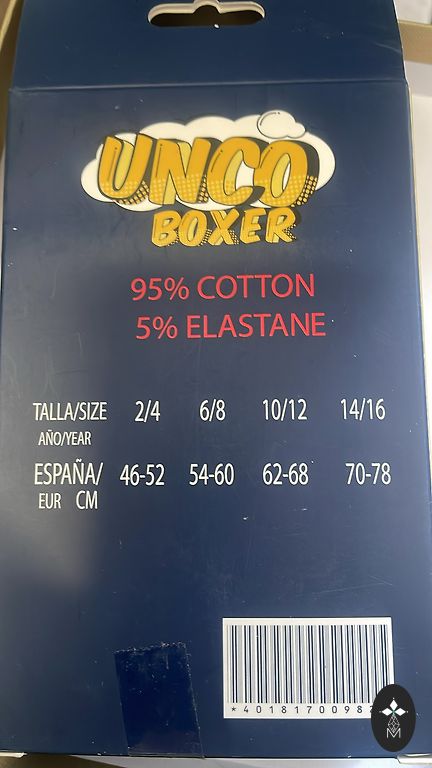 UNCO
BOXER
95% COTTON
5% ELASTANE
TALLA/SIZE 2/4 6/8 10/12 14/16
AÑO/YEAR
ESPAÑA/ 46-52 54-60 62-68 70-78
EUR CM